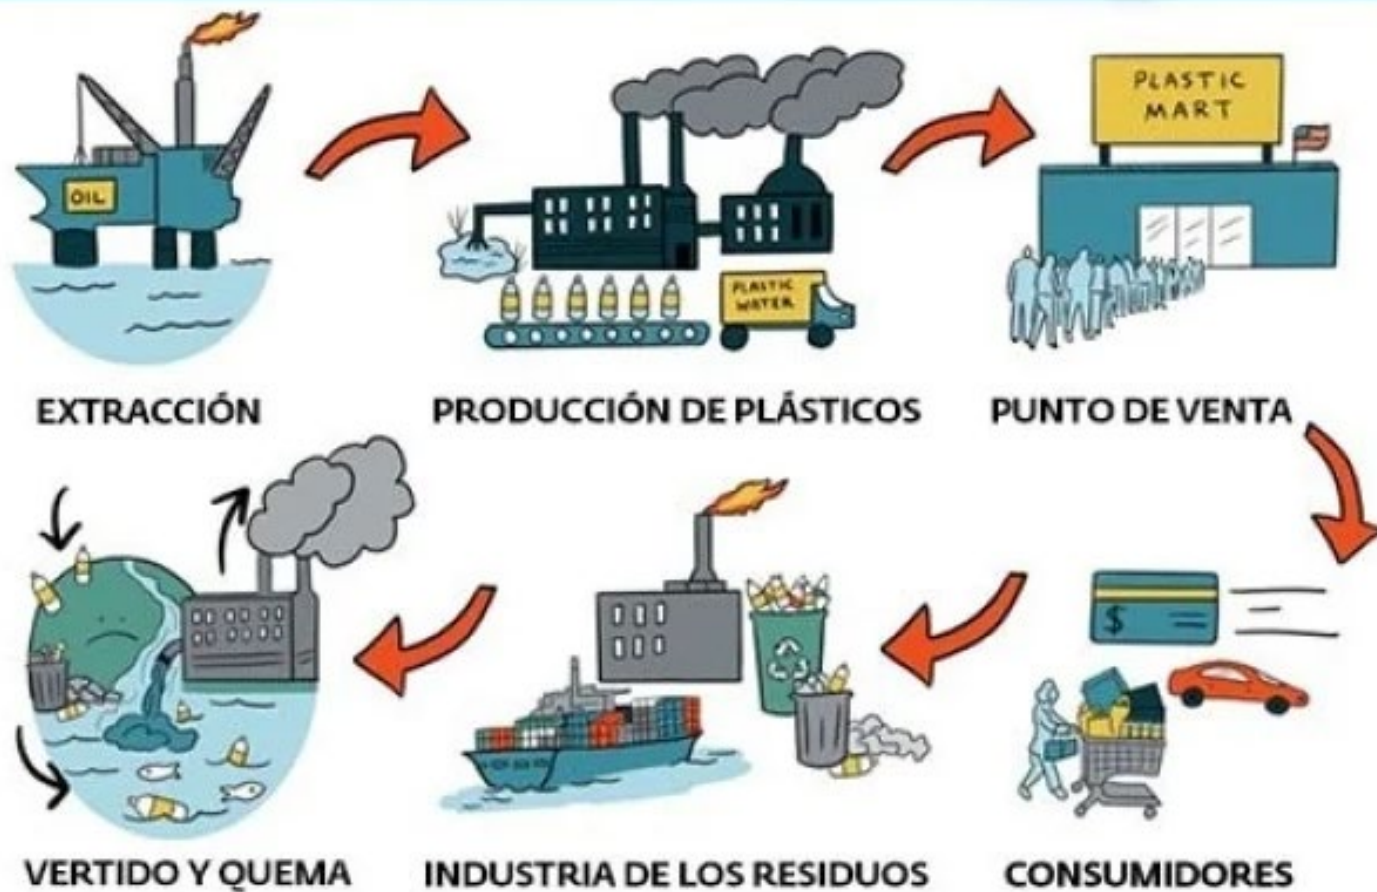 OIL
PLASTIC
WATER
PLASTIC
MART
EXTRACCIÓN
PRODUCCIÓN DE PLÁSTICOS
PUNTO DE VENTA
$
VERTIDO Y QUEMA
INDUSTRIA DE LOS RESIDUOS
CONSUMIDORES